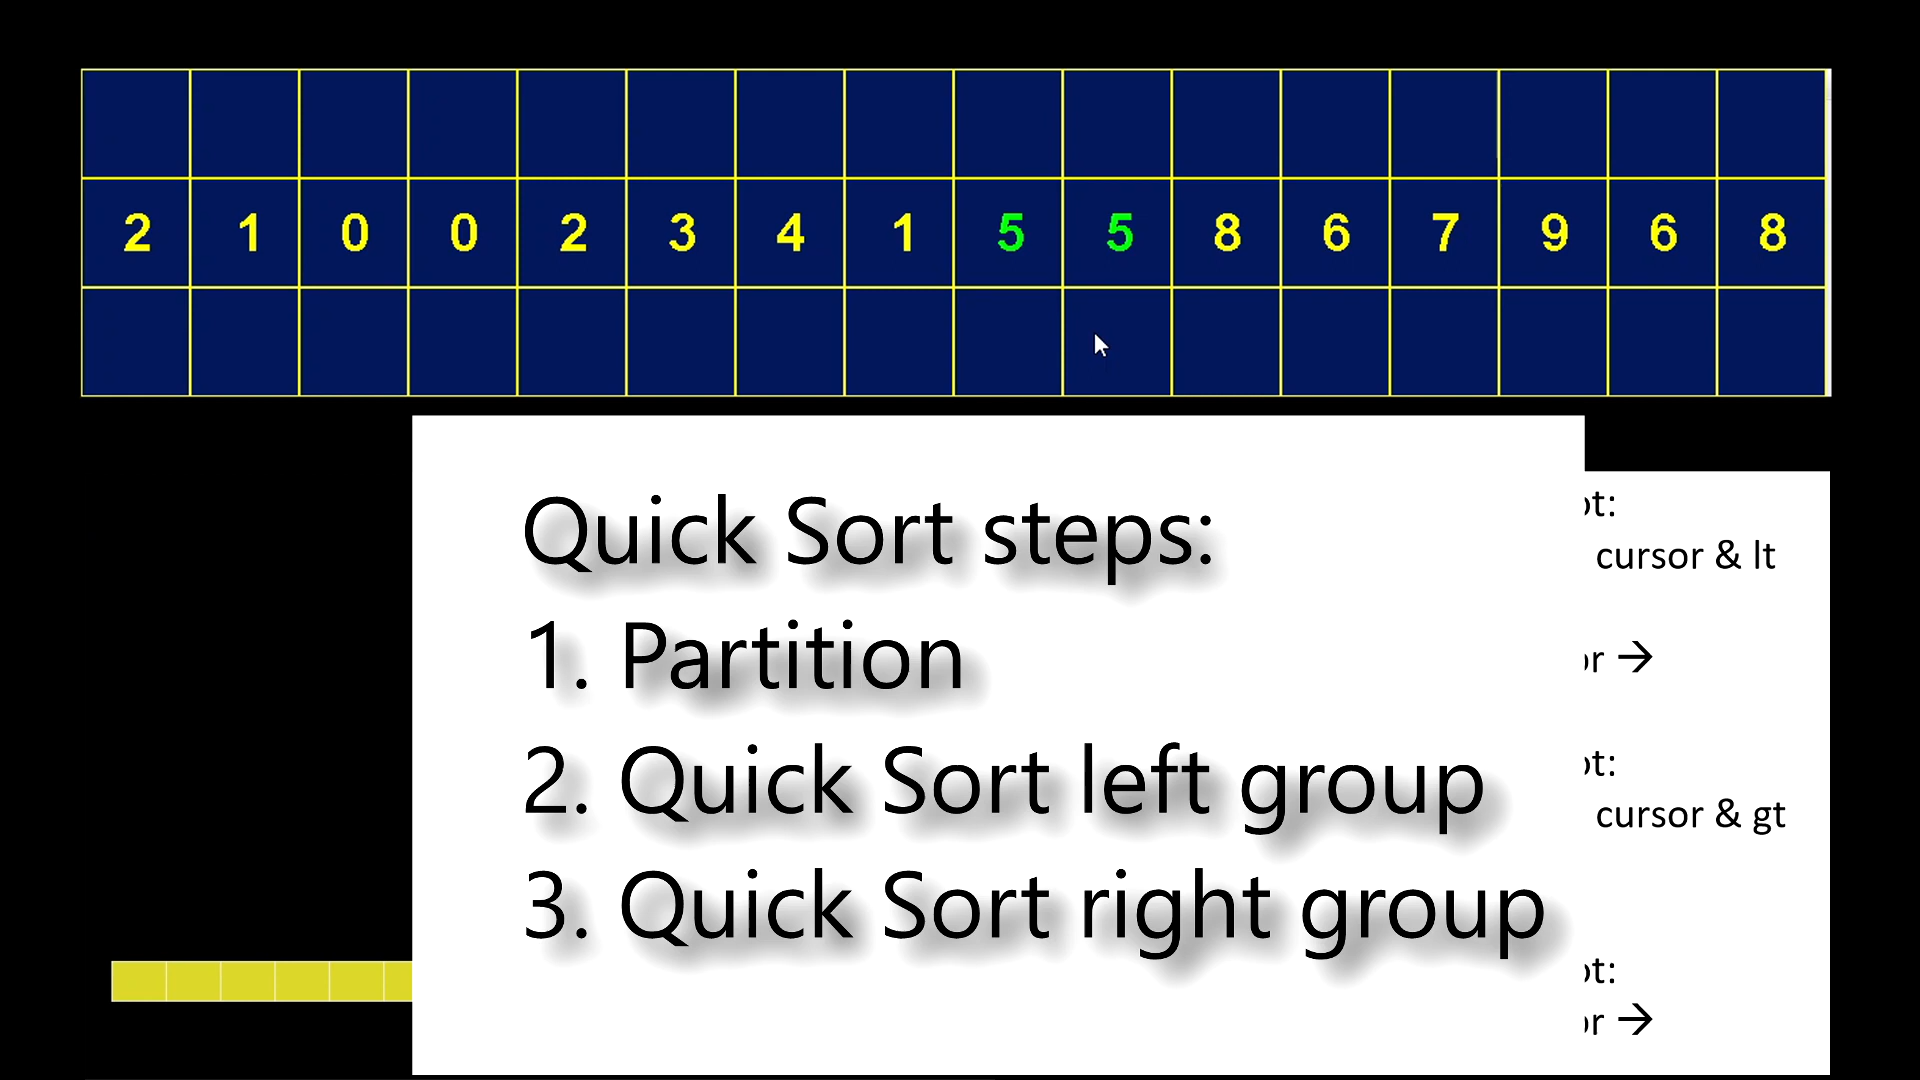 2 1 0 0 2 3 4 1 5 5 8 6 7 9 6 8
Quick Sort steps:
1. Partition
2. Quick Sort left group
3. Quick Sort right group
cursor & lt
→
cursor & gt
→